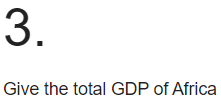 3.
Give the total GDP of Africa